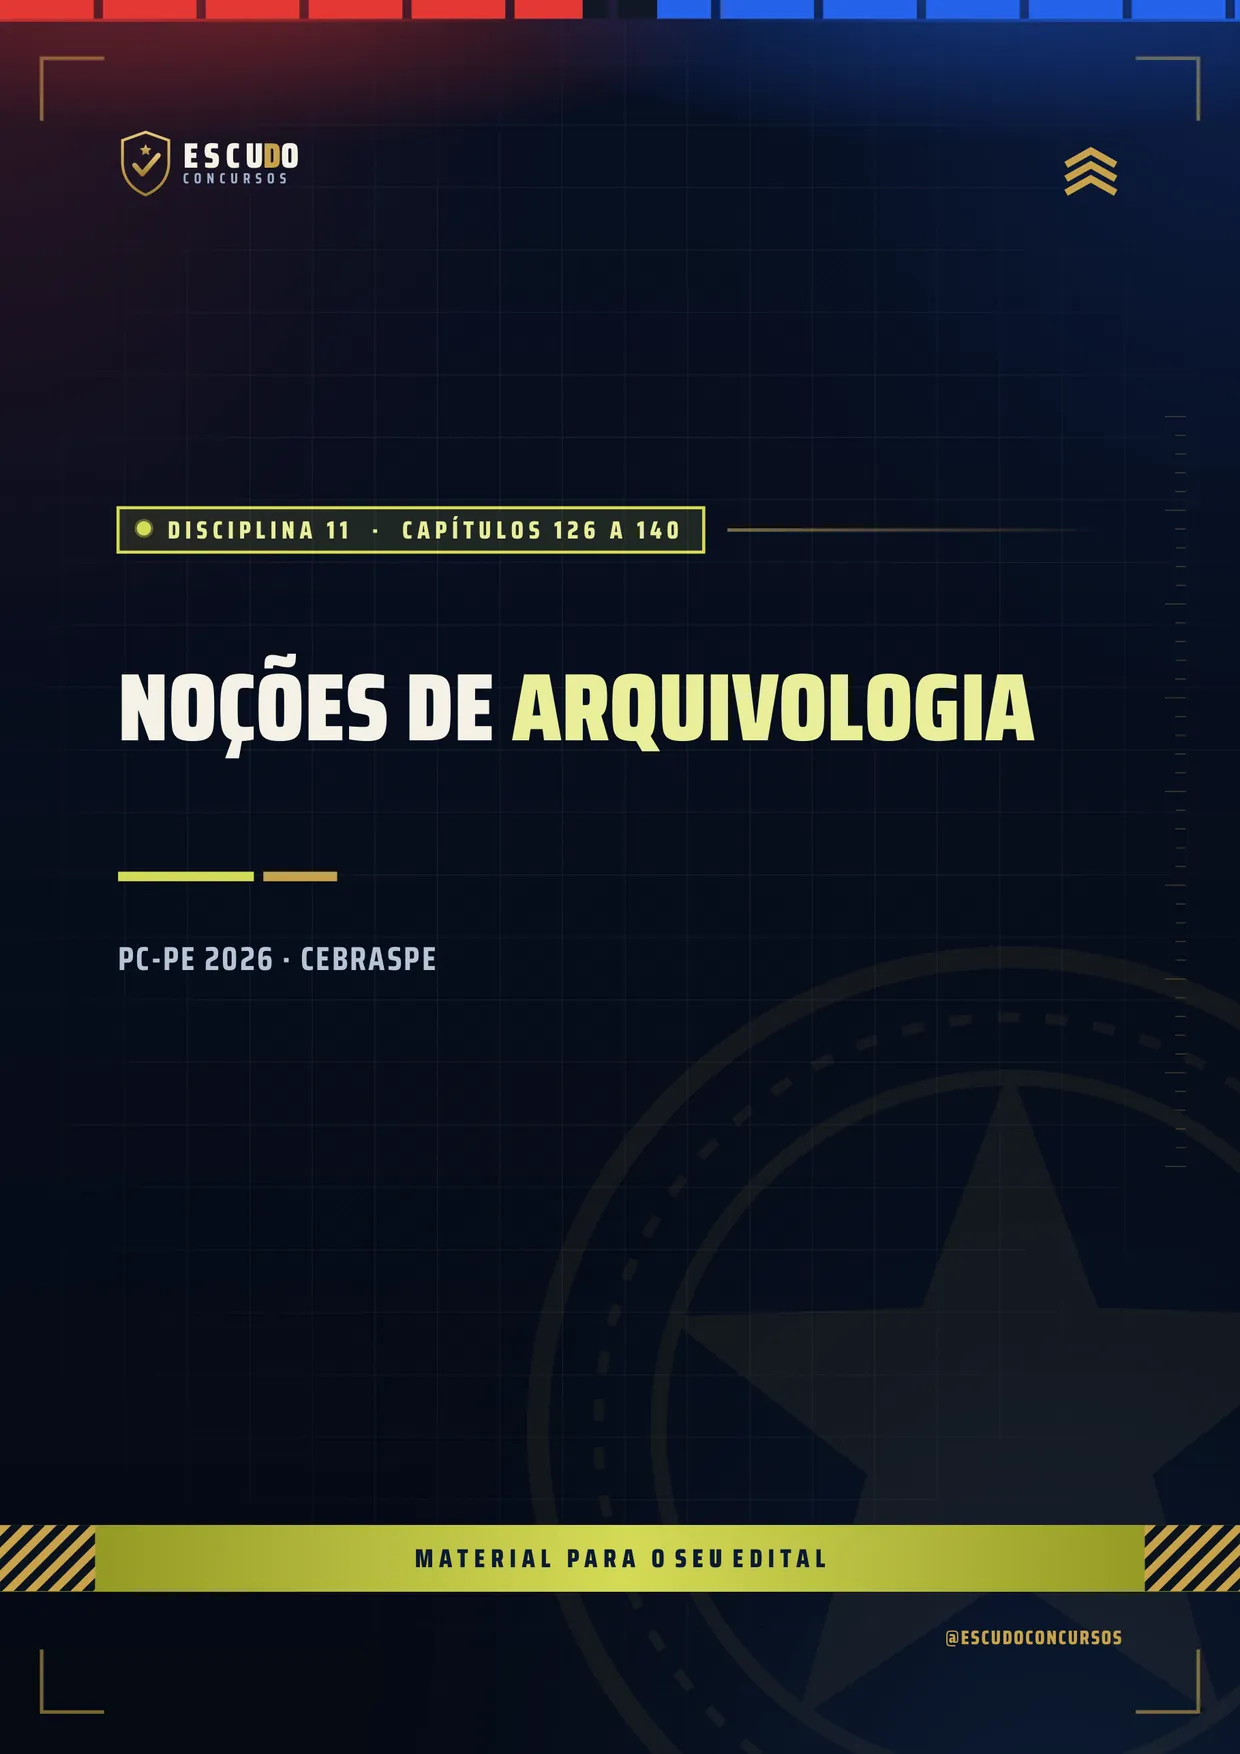 ESCUDO
CONCURSOS
DISCIPLINA 11 · CAPÍTULOS 126 A 140
NOÇÕES DE ARQUIVOLOGIA
PC-PE 2026 · CEBRASPE
MATERIAL PARA O SEU EDITAL
@ESCUDOCONCURSOS